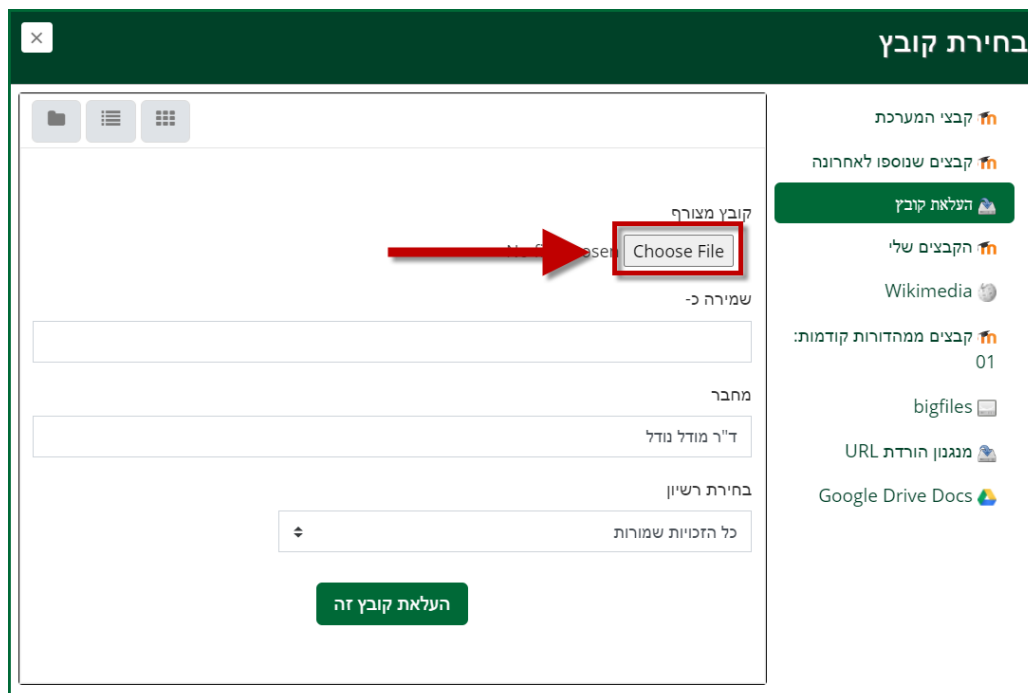 בחירת קובץ
קבצי המערכת
קבצים שנוספו לאחרונה
העלאת קובץ
הקבצים שלי
Wikimedia
קבצים ממהדורות קודמות:
01
bigfiles
מנגנון הורדת URL
Google Drive Docs
קובץ מצורף
Choose File No
שמירה כ-
מחבר
ד"ר מודל נודל
בחירת רשיון
כל הזכויות שמורות
העלאת קובץ זה